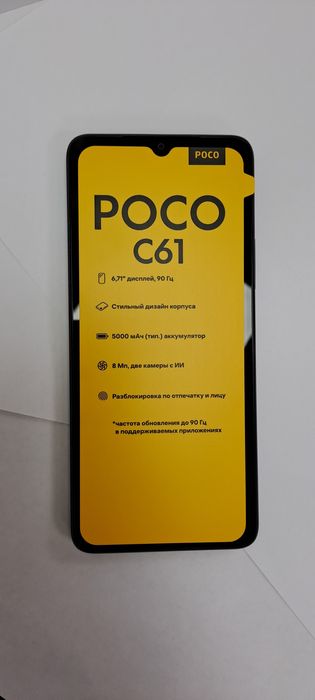 POCO
POCO
C61
6,71" дисплей, 90 Гц
Стильный дизайн корпуса
5000 мАч (тип.) аккумулятор
8 Мп, две камеры с ИИ
Разблокировка по отпечатку и лицу
*частота обновления до 90 Гц
в поддерживаемых приложениях